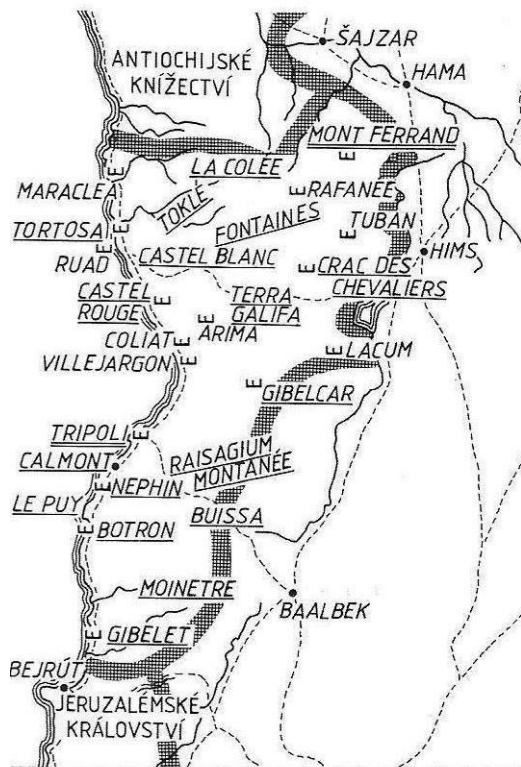 ŠAJZAR
ANTIOCHIJSKÉ
KNÍŽECTVÍ
HAMA
MONT FERRAND
LA COLÉE
MARACLEA
RAFANÉE
TOKLÉ
FONTAINES
TORTOSA
TUBAN
HIMS
RUAD
CASTEL BLANC
CRAC DES
CHEVALIERS
CASTEL
ROUGE
TERRA
GALIFA
ARIMA
COLIAT
VILLEJARGON
LACUM
GIBELCAR
TRIPOLI
CALMONT
RAISAGIUM
MONTANÉE
NEPHIN
LE PUY
BUISSA
BOTRON
MOINETRE
BAALBEK
GIBELET
BEJRÚT
JERUZALÉMSKÉ
KRÁLOVSTVÍ